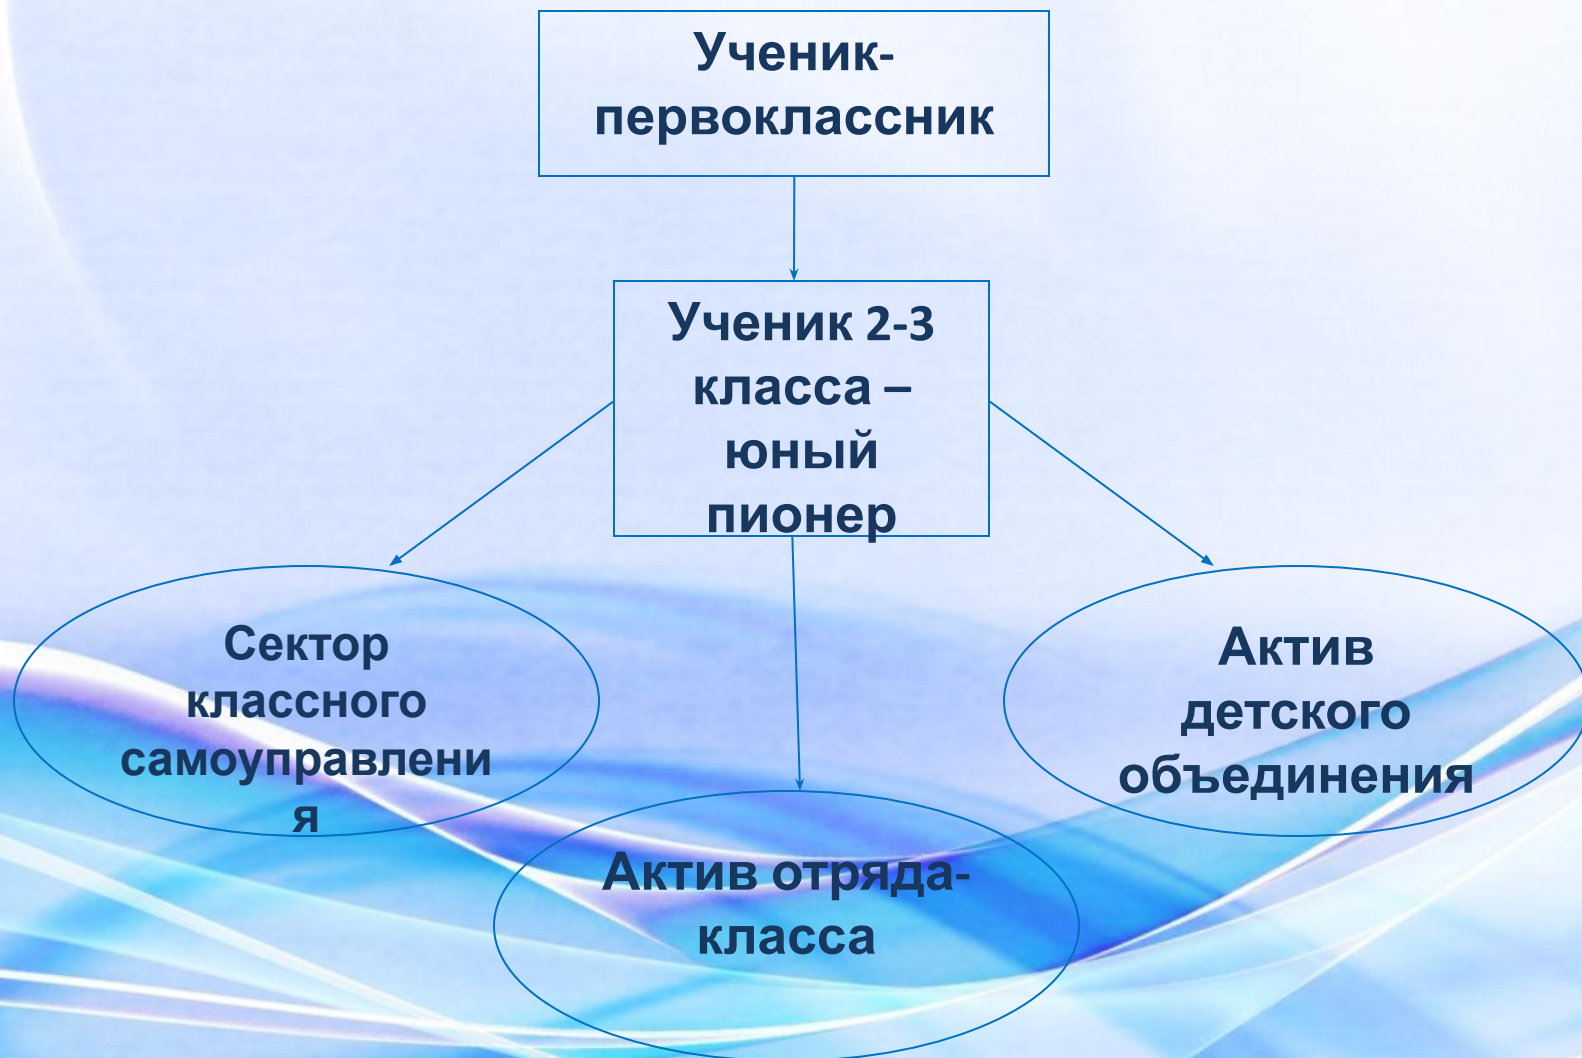 Ученик-
первоклассник
Ученик 2-3
класса –
юный
пионер
Сектор
классного
самоуправлени
я
Актив отряда-
класса
Актив
детского
объединения